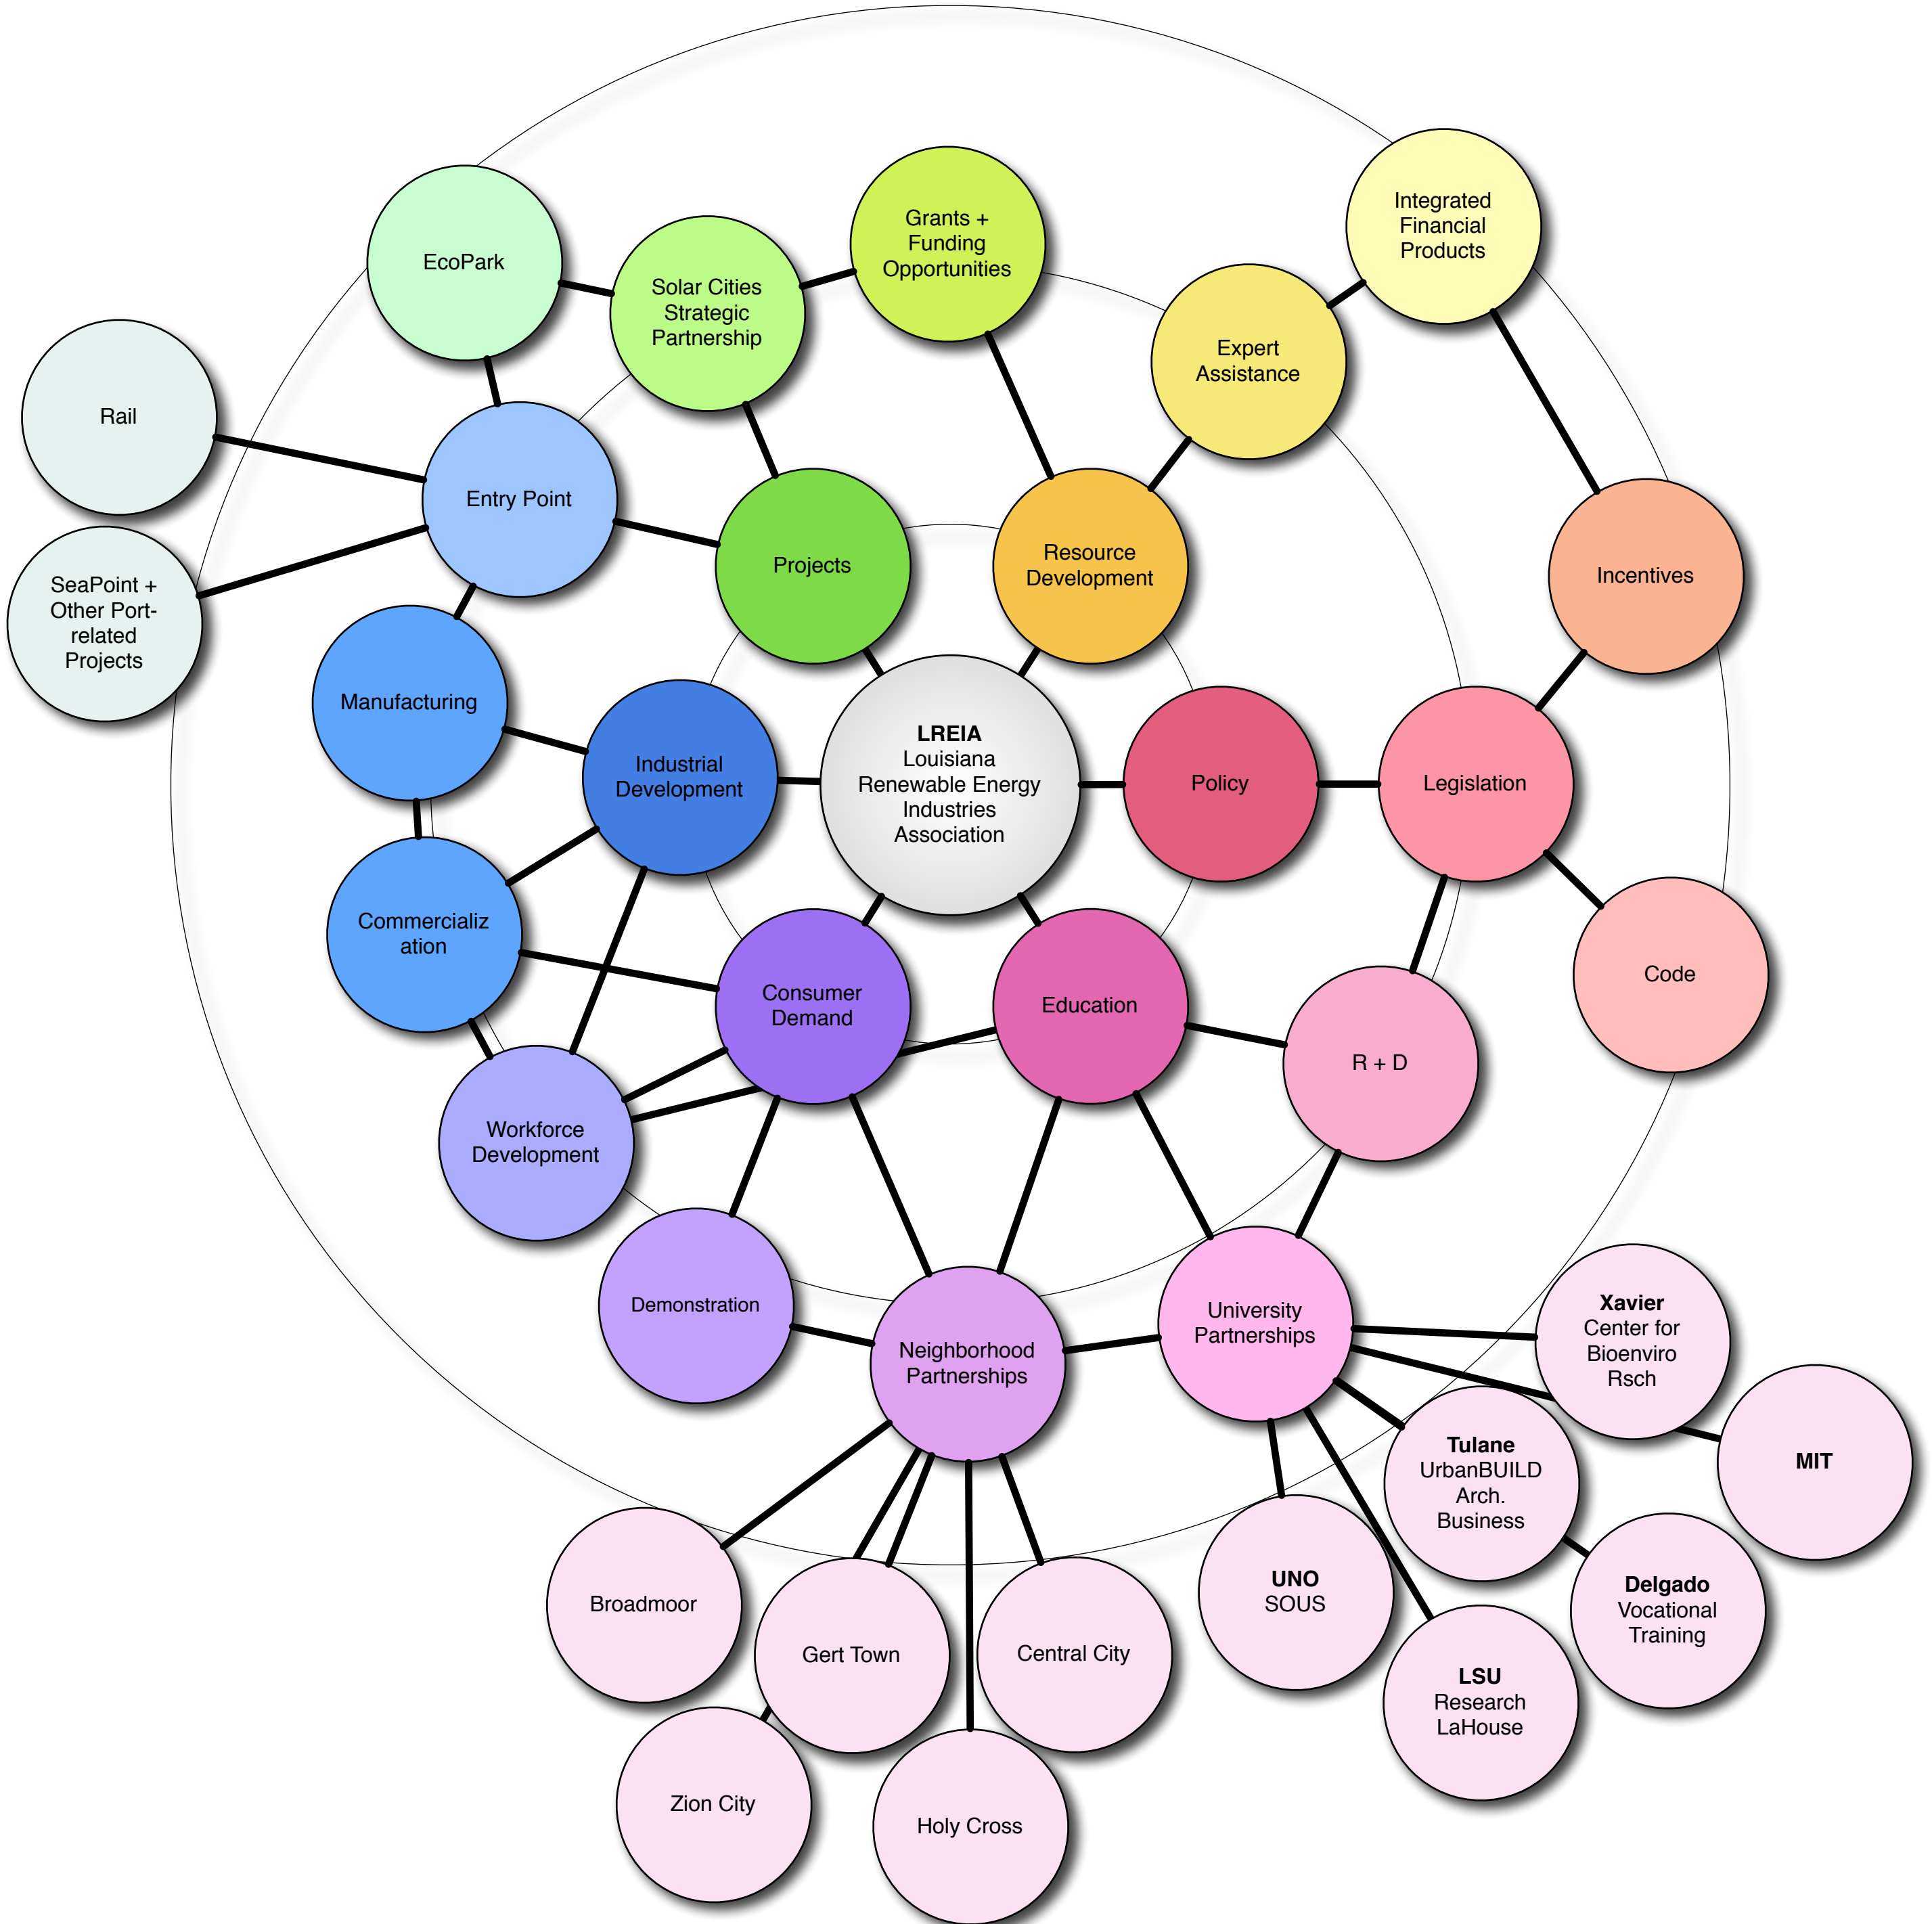 Integrated
Financial
Products
Grants +
Funding
Opportunities
EcoPark
Solar Cities
Strategic
Partnership
Expert
Assistance
Rail
Entry Point
Projects
Resource
Development
Incentives
SeaPoint +
Other Port-
related
Projects
Manufacturing
Industrial
Development
LREIA
Louisiana
Renewable Energy
Industries
Association
Policy
Legislation
Commercializ
ation
Consumer
Demand
Education
Code
R + D
Workforce
Development
Demonstration
Neighborhood
Partnerships
University
Partnerships
Xavier
Center for
Bioenviro
Rsch
Tulane
UrbanBUILD
Arch.
Business
MIT
Broadmoor
Gert Town
Central City
UNO
SOUS
Delgado
Vocational
Training
LSU
Research
LaHouse
Zion City
Holy Cross